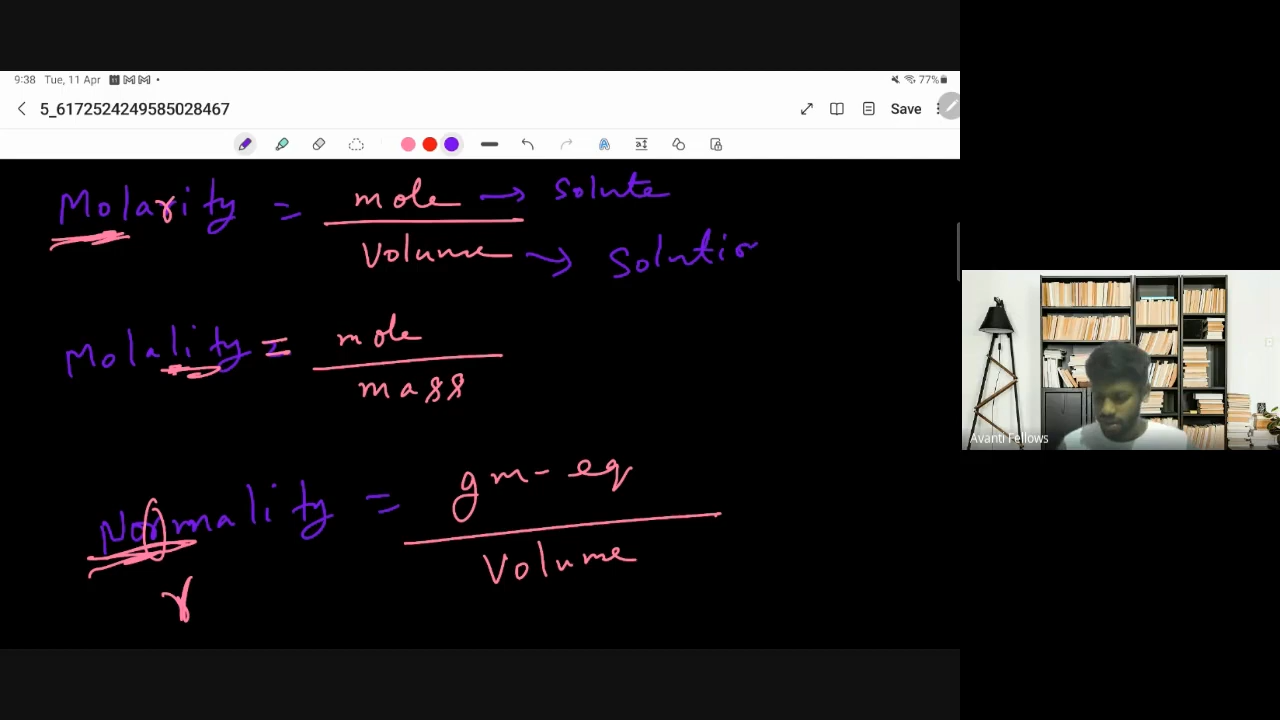 9:38 Tue, 11 Apr
77%
5_6172524249585028467
Save
Molarity = mole → Solute
Volume → Solution
Molality = mole
mass
Normality = gm-eq
Volume
r
Avanti Fellows